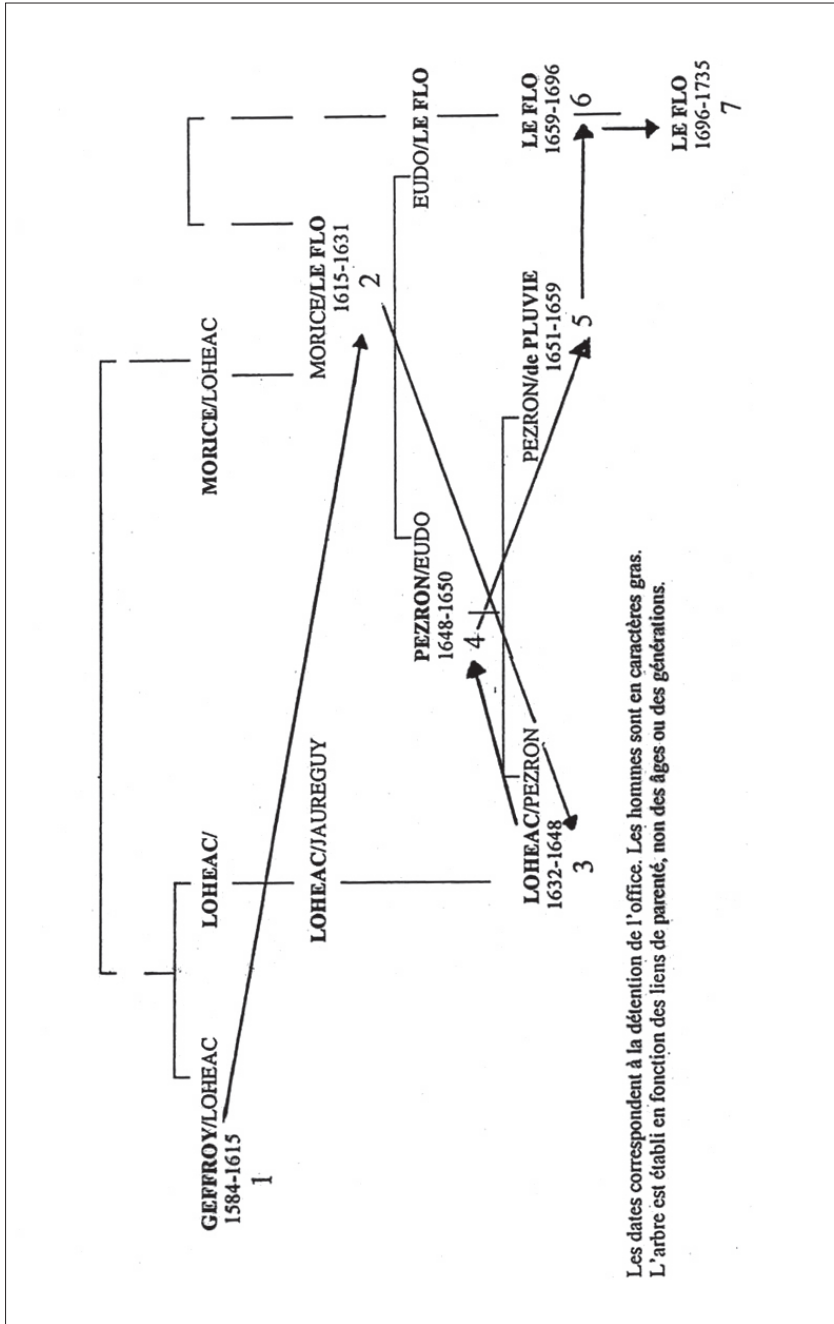 GEFFROY/LOHEAC
1584-1615
1
LOHEAC/
MORICE/LOHEAC
LOHEAC/JAUREGUY
MORICE/LE FLO
1615-1631
2
PEZRON/EUDO
1648-1650
4
EUDO/LE FLO
LOHEAC/PEZRON
1632-1648
3
PEZRON/de PLUVIE
1651-1659
5
LE FLO
1659-1696
6
LE FLO
1696-1735
7
Les dates correspondent à la détention de l'office. Les hommes sont en caractères gras.
L'arbre est établi en fonction des liens de parenté, non des âges ou des générations.